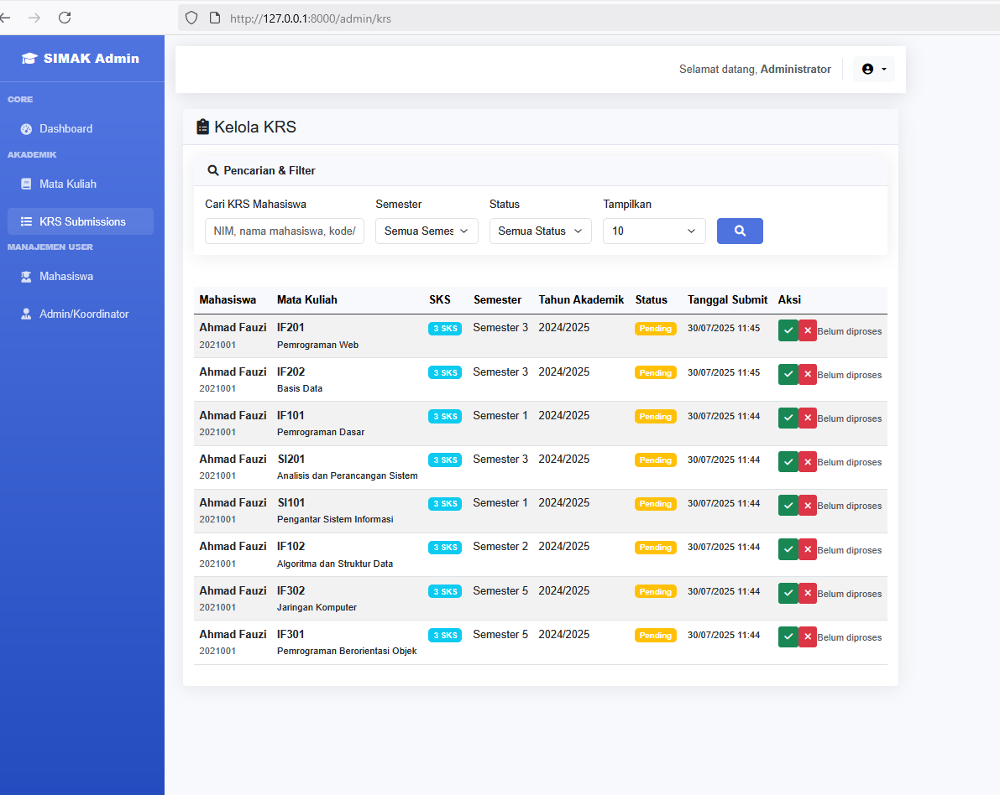 http://127.0.0.1:8000/admin/krs
SIMAK Admin
CORE
Dashboard
AKADEMIK
Mata Kuliah
KRS Submissions
MANAJEMEN USER
Mahasiswa
Admin/Koordinator
Selamat datang, Administrator
Kelola KRS
Pencarian & Filter
Cari KRS Mahasiswa Semester Status Tampilkan
NIM, nama mahasiswa, kode/ Semua Semes Semua Status 10
Mahasiswa Mata Kuliah SKS Semester Tahun Akademik Status Tanggal Submit Aksi
Ahmad Fauzi IF201 3 SKS Semester 3 2024/2025 Pending 30/07/2025 11:45 Belum diproses
2021001 Pemrograman Web
Ahmad Fauzi IF202 3 SKS Semester 3 2024/2025 Pending 30/07/2025 11:45 Belum diproses
2021001 Basis Data
Ahmad Fauzi IF101 3 SKS Semester 1 2024/2025 Pending 30/07/2025 11:44 Belum diproses
2021001 Pemrograman Dasar
Ahmad Fauzi SI201 3 SKS Semester 3 2024/2025 Pending 30/07/2025 11:44 Belum diproses
2021001 Analisis dan Perancangan Sistem
Ahmad Fauzi SI101 3 SKS Semester 1 2024/2025 Pending 30/07/2025 11:44 Belum diproses
2021001 Pengantar Sistem Informasi
Ahmad Fauzi IF102 3 SKS Semester 2 2024/2025 Pending 30/07/2025 11:44 Belum diproses
2021001 Algoritma dan Struktur Data
Ahmad Fauzi IF302 3 SKS Semester 5 2024/2025 Pending 30/07/2025 11:44 Belum diproses
2021001 Jaringan Komputer
Ahmad Fauzi IF301 3 SKS Semester 5 2024/2025 Pending 30/07/2025 11:44 Belum diproses
2021001 Pemrograman Berorientasi Objek